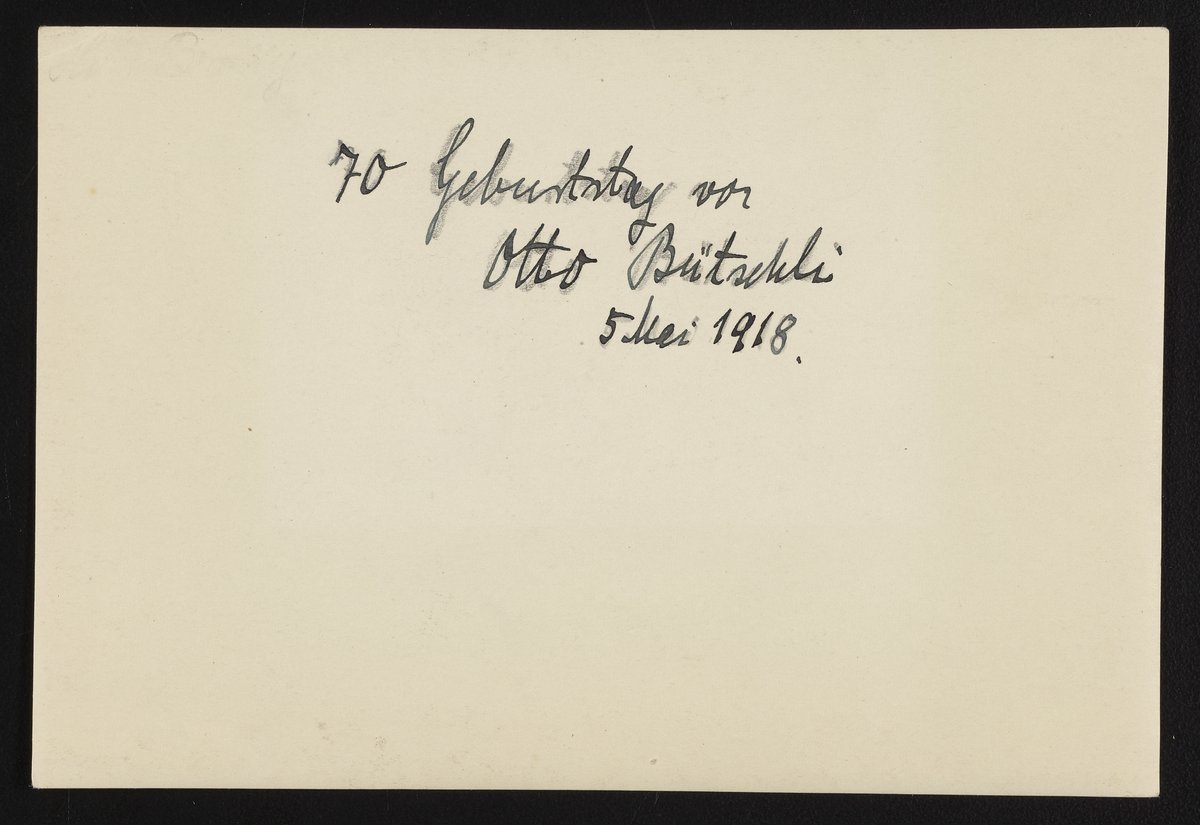 70 Geburtstag von
Otto Bütschli
5 Mai 1918.